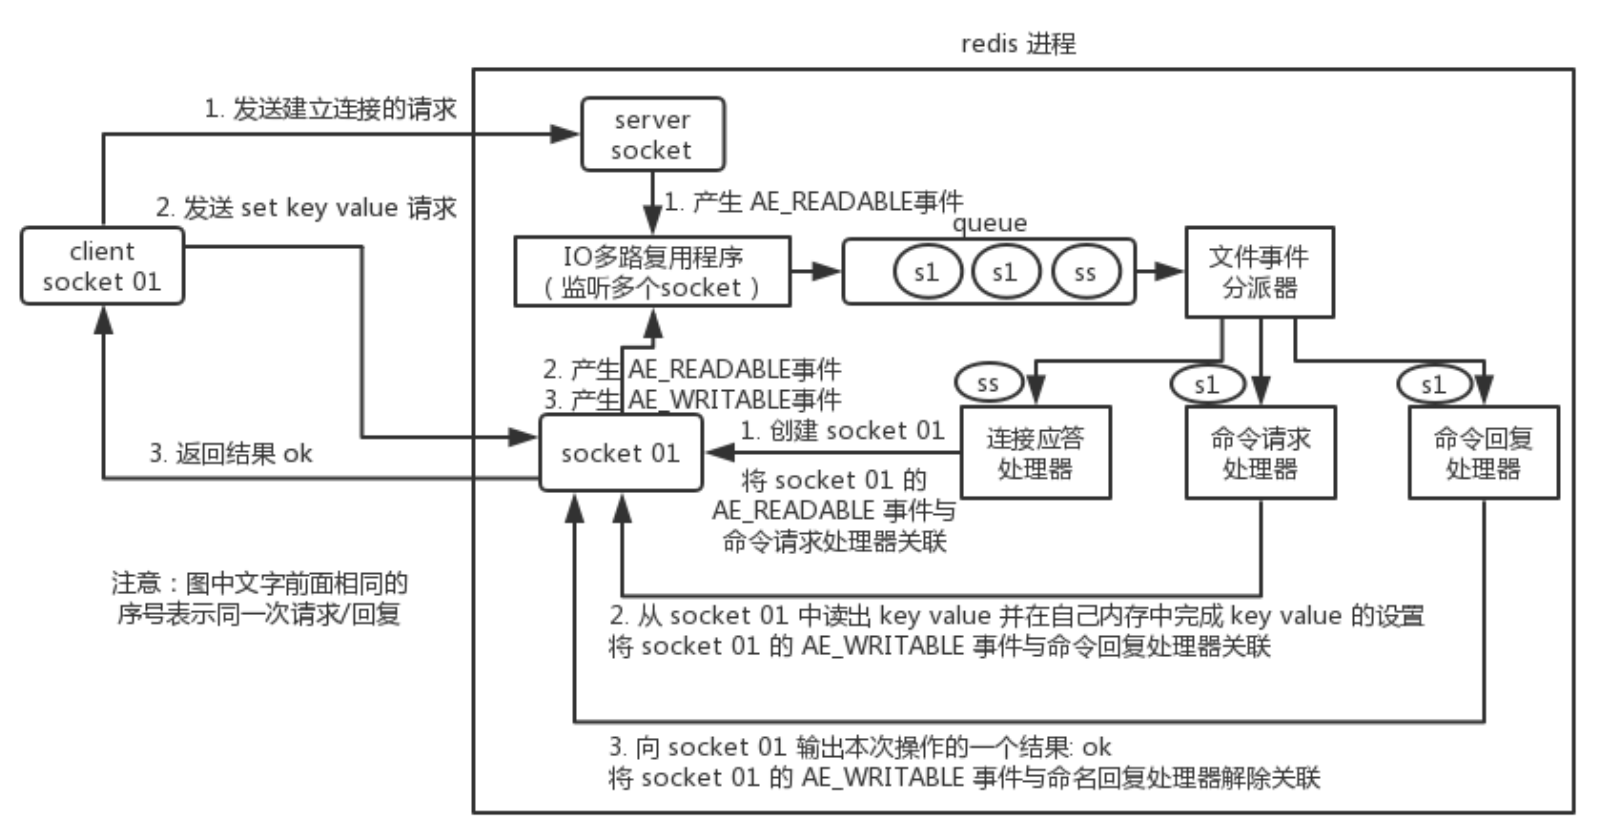 redis 进程
1. 发送建立连接的请求
server
socket
2. 发送 set key value 请求
1. 产生 AE_READABLE事件
queue
client
socket 01
IO多路复用程序
（监听多个socket）
s1
s1
ss
文件事件
分派器
2. 产生 AE_READABLE事件
3. 产生 AE_WRITABLE事件
ss
s1
s1
3. 返回结果 ok
socket 01
1. 创建 socket 01
将 socket 01 的
AE_READABLE 事件与
命令请求处理器关联
连接应答
处理器
命令请求
处理器
命令回复
处理器
注意：图中文字前面相同的
序号表示同一次请求/回复
2. 从 socket 01 中读出 key value 并在自己内存中完成 key value 的设置
将 socket 01 的 AE_WRITABLE 事件与命令回复处理器关联
3. 向 socket 01 输出本次操作的一个结果: ok
将 socket 01 的 AE_WRITABLE 事件与命名回复处理器解除关联